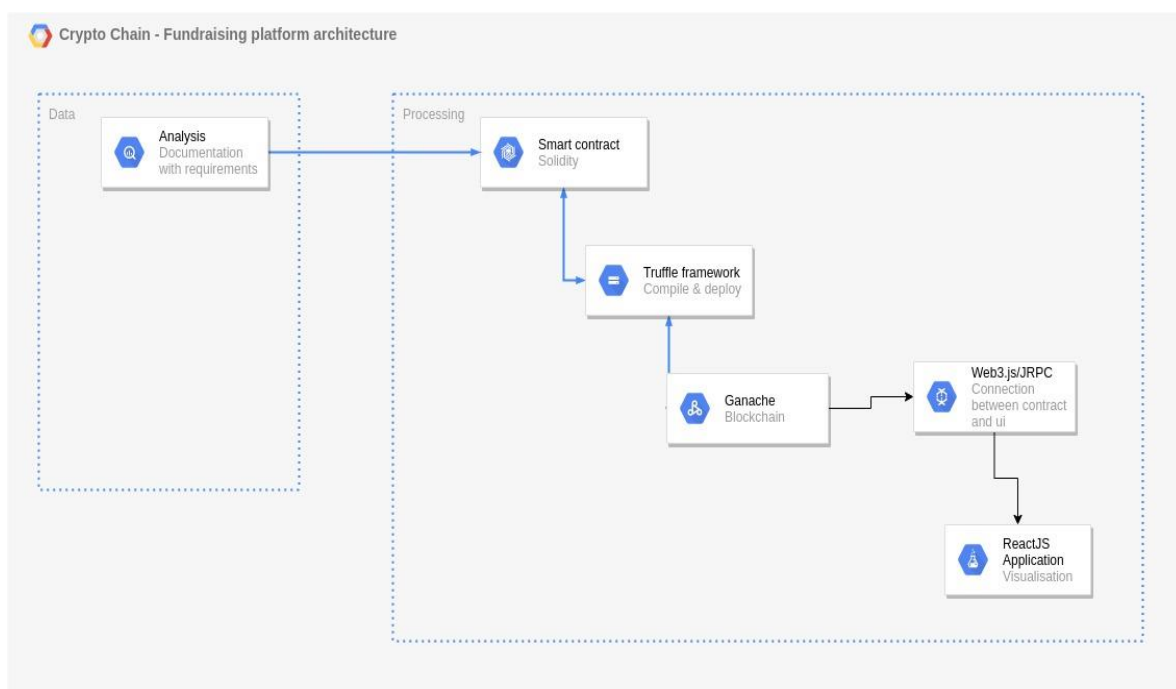 Crypto Chain - Fundraising platform architecture
Data
Analysis
Documentation
with requirements
Processing
Smart contract
Solidity
Truffle framework
Compile & deploy
Ganache
Blockchain
Web3.js/JRPC
Connection
between contract
and ui
ReactJS
Application
Visualisation